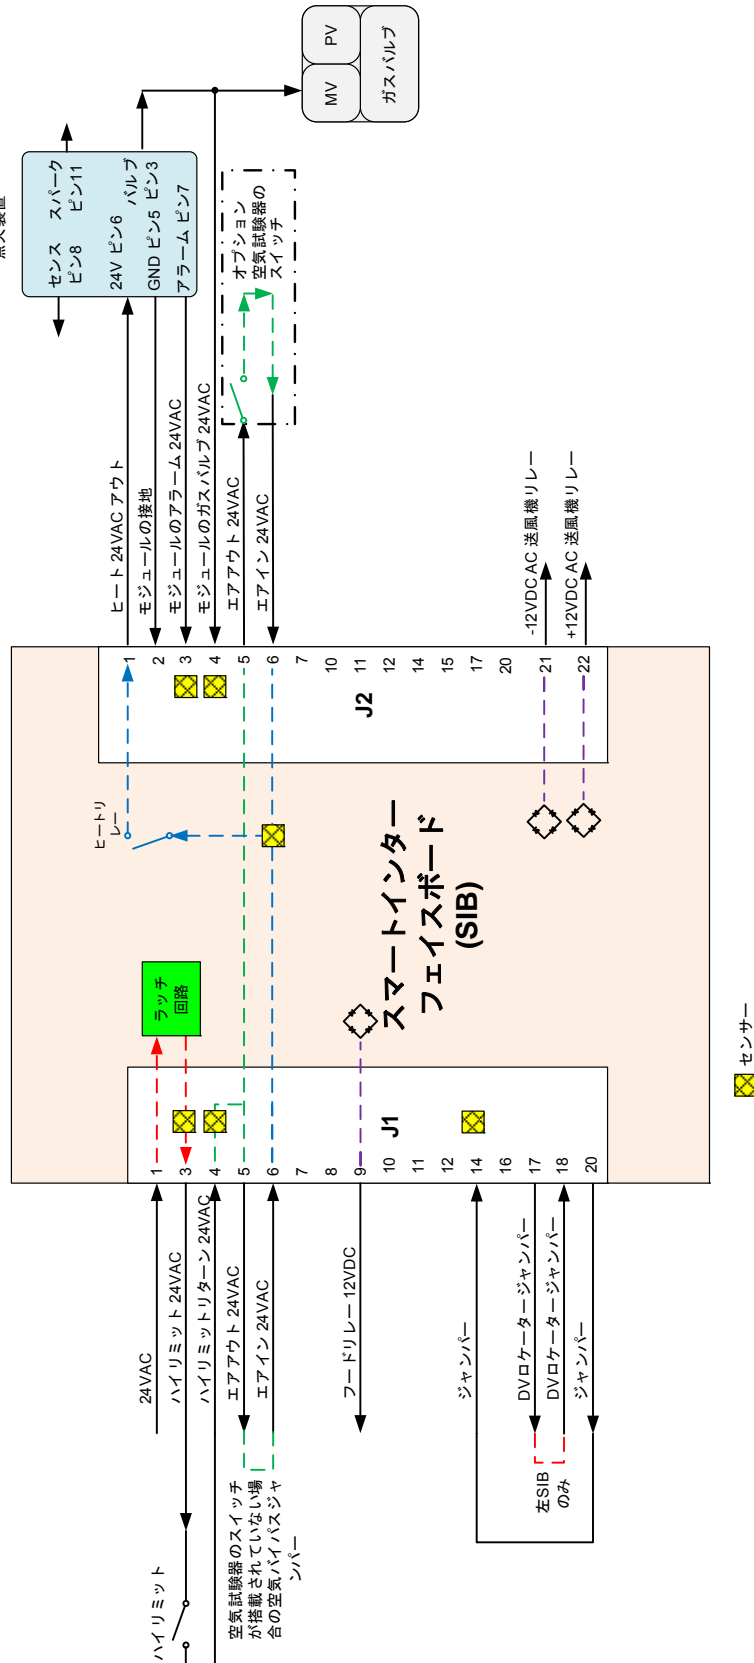 点火装置
センス
ピン8
スパーク
ピン11
24V ピン6
バルブ
GND ピン5 ピン3
アラーム ピン7
MV
PV
ガスバルブ
オプション
空気試験器の
スイッチ
ヒート 24VAC アウト
モジュールの接地
モジュールのアラーム 24VAC
モジュールのガスバルブ 24VAC
エアアウト 24VAC
エアイン 24VAC
-12VDC AC 送風機リレー
+12VDC AC 送風機リレー
1
2
3
4
5
6
7
10
11
12
14
15
17
20
21
22
J2
ヒートリ
レー
ラッチ
回路
スマートインター
フェイスボード
(SIB)
J1
1
3
4
5
6
7
8
9
10
11
12
14
16
17
18
20
24VAC
ハイリミット 24VAC
ハイリミットリターン 24VAC
エアアウト 24VAC
エアイン 24VAC
フードリレー 12VDC
ジャンパー
DVロケータージャンパー
DVロケータージャンパー
ジャンパー
ハイリミット
空気試験器のスイッチ
が搭載されていない場
合の空気バイパスジャ
ンパー
左SIB
のみ
センサー